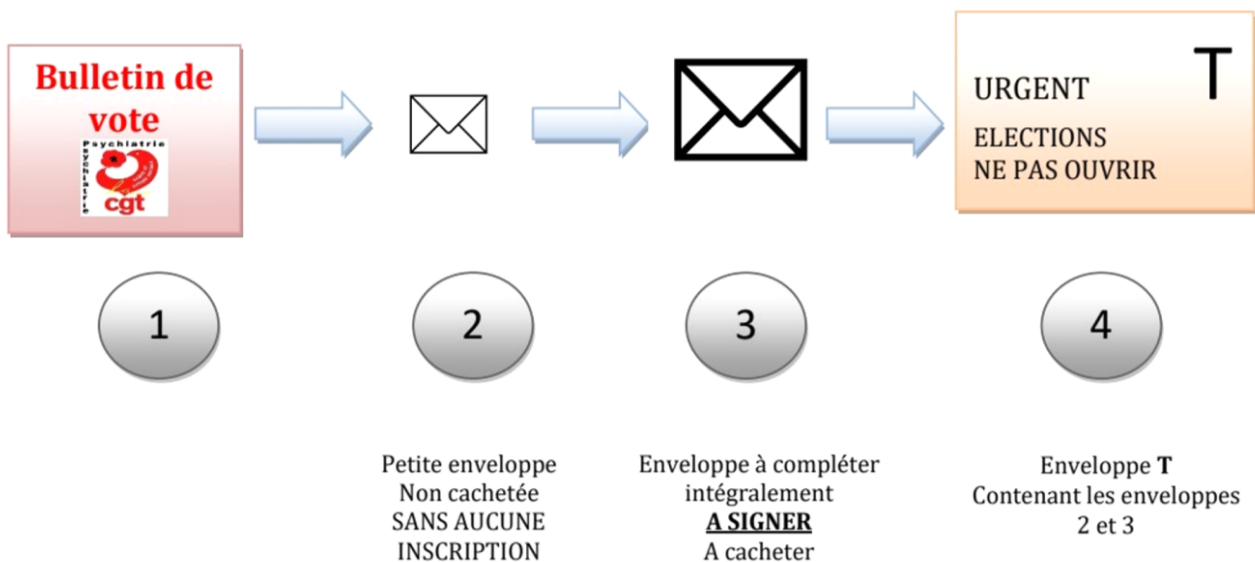 Bulletin de
vote
Psychiatrie
Psychiatrie
cgt
URGENT
T
ELECTIONS
NE PAS OUVRIR
1
2
3
4
Petite enveloppe
Non cachetée
SANS AUCUNE
INSCRIPTION
Enveloppe à compléter
intégralement
A SIGNER
A cacheter
Enveloppe T
Contenant les enveloppes
2 et 3